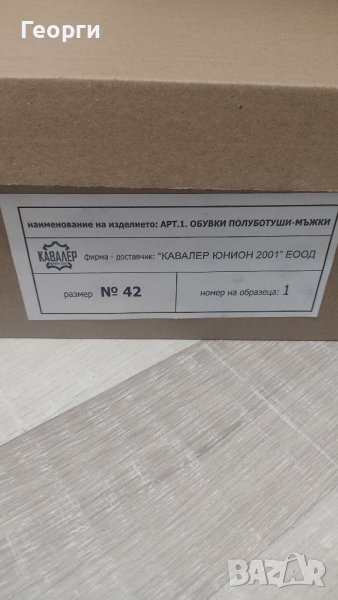 Георги
наименование на изделието: АРТ.1. ОБУВКИ ПОЛУБОТУШИ-МЪЖКИ
КАВАЛЕР
фирма - доставчик: "КАВАЛЕР ЮНИОН 2001" ЕООД
размер № 42
номер на образеца: 1
BAZAR